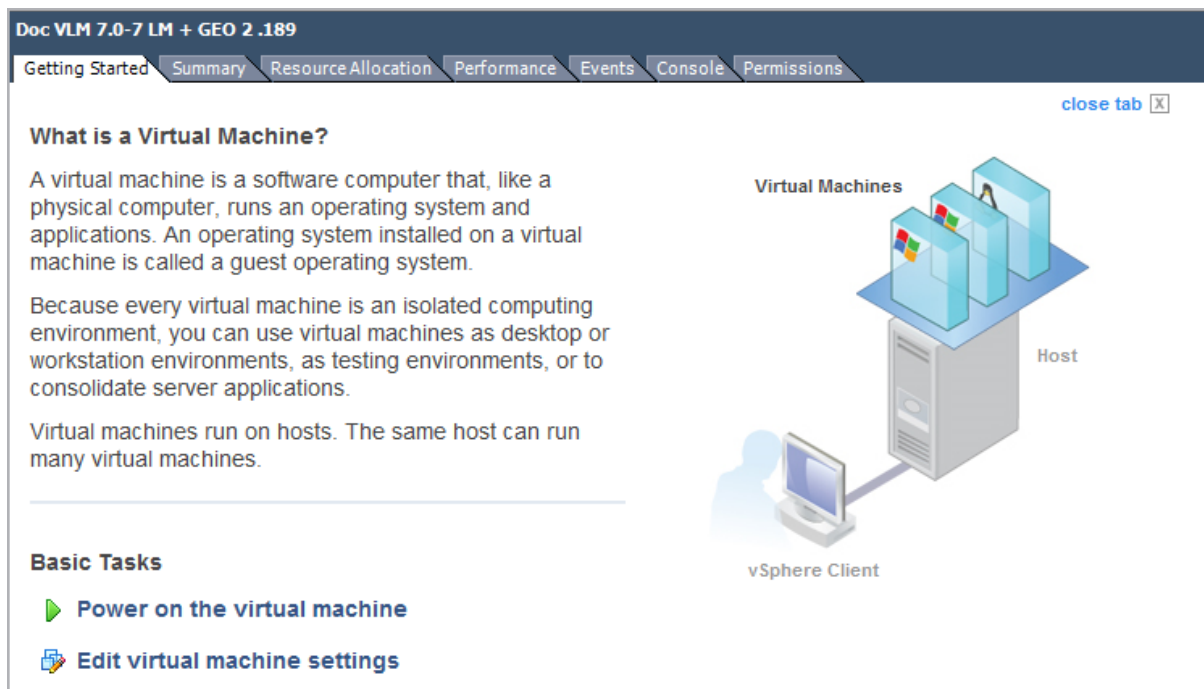 Doc VLM 7.0-7 LM + GEO 2 .189
Getting Started Summary Resource Allocation Performance Events Console Permissions
close tab X
What is a Virtual Machine?
A virtual machine is a software computer that, like a
physical computer, runs an operating system and
applications. An operating system installed on a virtual
machine is called a guest operating system.
Because every virtual machine is an isolated computing
environment, you can use virtual machines as desktop or
workstation environments, as testing environments, or to
consolidate server applications.
Virtual machines run on hosts. The same host can run
many virtual machines.
Virtual Machines
Host
vSphere Client
Basic Tasks
Power on the virtual machine
Edit virtual machine settings